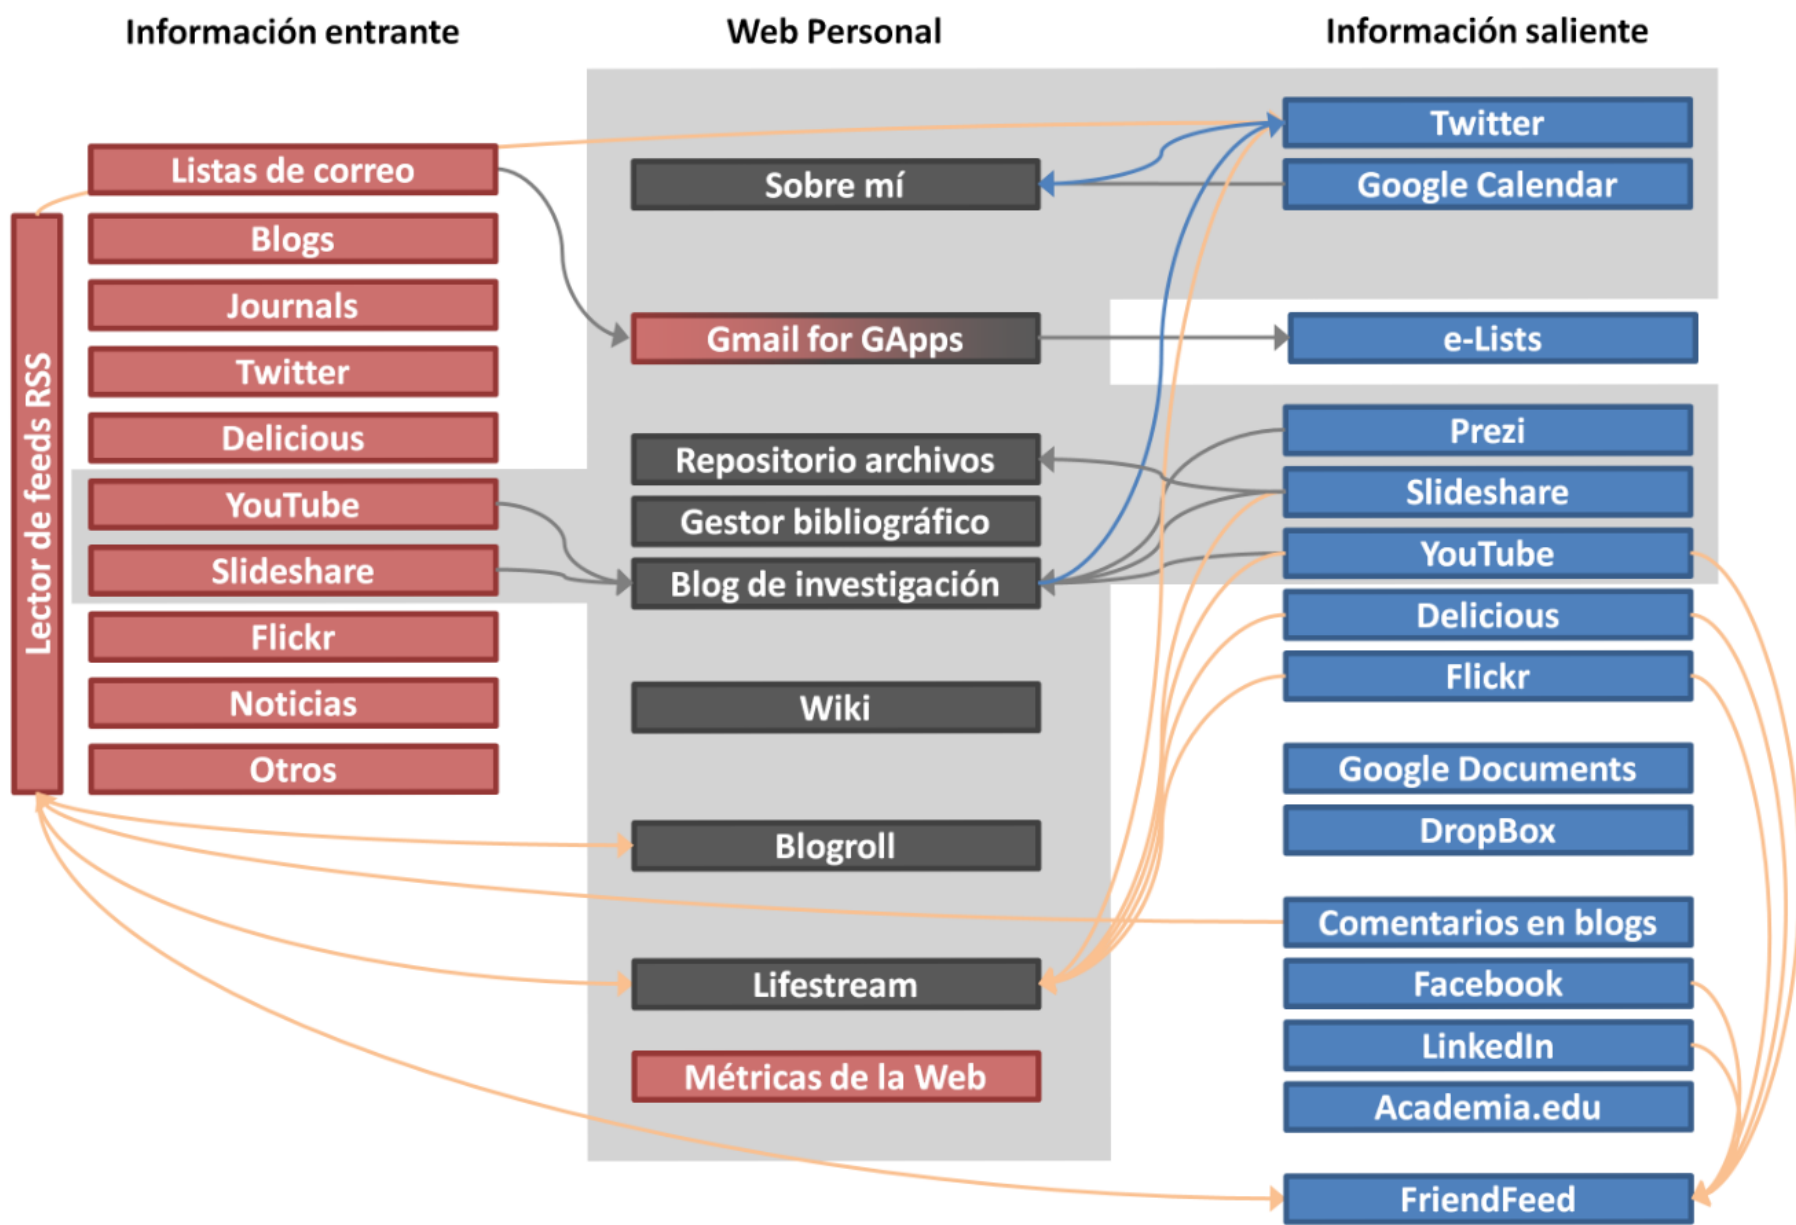 Información entrante
Web Personal
Información saliente
Lector de feeds RSS
Listas de correo
Blogs
Journals
Twitter
Delicious
YouTube
Slideshare
Flickr
Noticias
Otros
Sobre mí
Gmail for GApps
Repositorio archivos
Gestor bibliográfico
Blog de investigación
Wiki
Blogroll
Lifestream
Métricas de la Web
Twitter
Google Calendar
e-Lists
Prezi
Slideshare
YouTube
Delicious
Flickr
Google Documents
DropBox
Comentarios en blogs
Facebook
LinkedIn
Academia.edu
FriendFeed